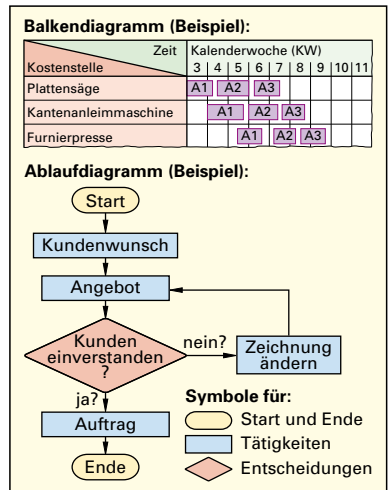 Balkendiagramm (Beispiel):
Zeit
Kalenderwoche (KW)
Kostenstelle
3 4 5 6 7 8 9 10 11
Plattensäge
A1 A2 A3
Kantenanleimmaschine
A1 A2 A3
Furnierpresse
A1 A2 A3
Ablaufdiagramm (Beispiel):
Start
Kundenwunsch
Angebot
Kunden
einverstanden
?
nein?
Zeichnung
ändern
ja?
Auftrag
Ende
Symbole für:
Start und Ende
Tätigkeiten
Entscheidungen